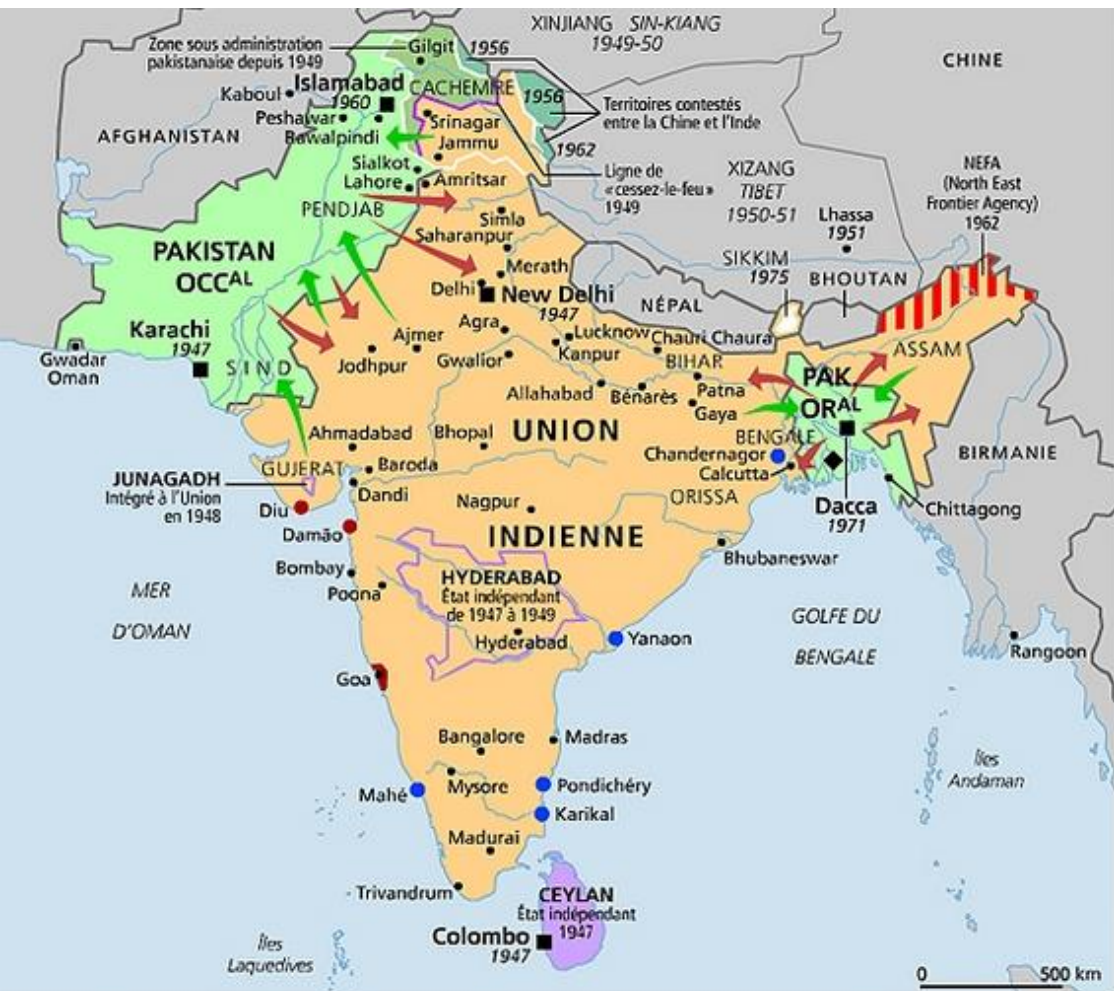 XINJIANG SIN-KIANG
1949-50
CHINE
Zone sous administration
pakistanaise depuis 1949
Gilgit
1956
Islamabad
1960
Kaboul
CACHEMIRE
1956
Territoires contestés
entre la Chine et l'Inde
Peshawar
Rawalpindi
Srinagar
Jammu
1962
AFGHANISTAN
Sialkot
Lahore
Amritsar
Ligne de
« cessez-le-feu »
1949
XIZANG
TIBET
1950-51
NEFA
(North East
Frontier Agency)
1962
PENDJAB
Simla
Saharanpur
Lhassa
1951
PAKISTAN
OCCAL
Merath
Delhi
New Delhi
1947
SIKKIM
1975
BHOUTAN
NÉPAL
Karachi
1947
Gwadar
Oman
SIND
Ajmer
Jodhpur
Agra
Gwalior
Lucknow
Kanpur
Chauri Chaura
BIHAR
ASSAM
Allahabad
Bénarès
Patna
Gaya
PAK.
ORAL
Ahmadabad
Bhopal
UNION
BENGALE
Chandernagor
Calcutta
BIRMANIE
GUJERAT
Baroda
JUNAGADH
Intégré à l'Union
en 1948
Dandi
Nagpur
ORISSA
Dacca
1971
Chittagong
Diu
Damão
INDIENNE
Bhubaneswar
Bombay
Poona
HYDERABAD
État indépendant
de 1947 à 1949
Hyderabad
MER
D'OMAN
GOLFE DU
BENGALE
Yanaon
Rangoon
Goa
Bangalore
Madras
Mysore
Mahé
Pondichéry
Karikal
Îles
Andaman
Madurai
Trivandrum
CEYLAN
État indépendant
1947
Colombo
1947
Îles
Laquedives
0 500 km